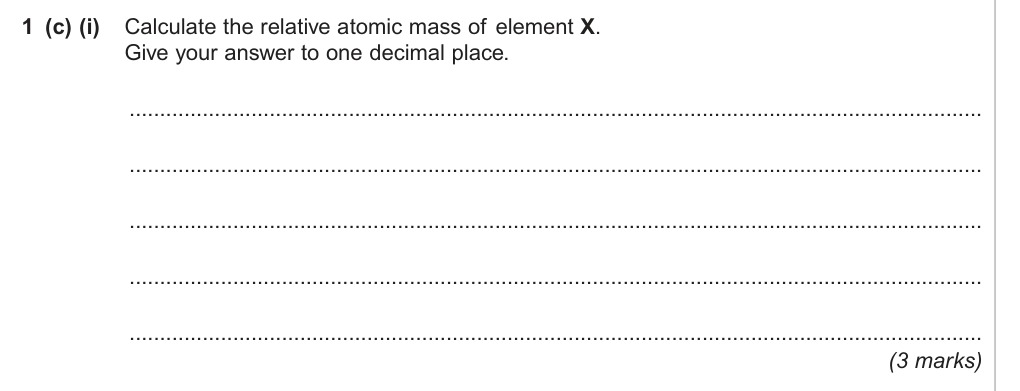 1 (c) (i) Calculate the relative atomic mass of element X.
Give your answer to one decimal place.
(3 marks)